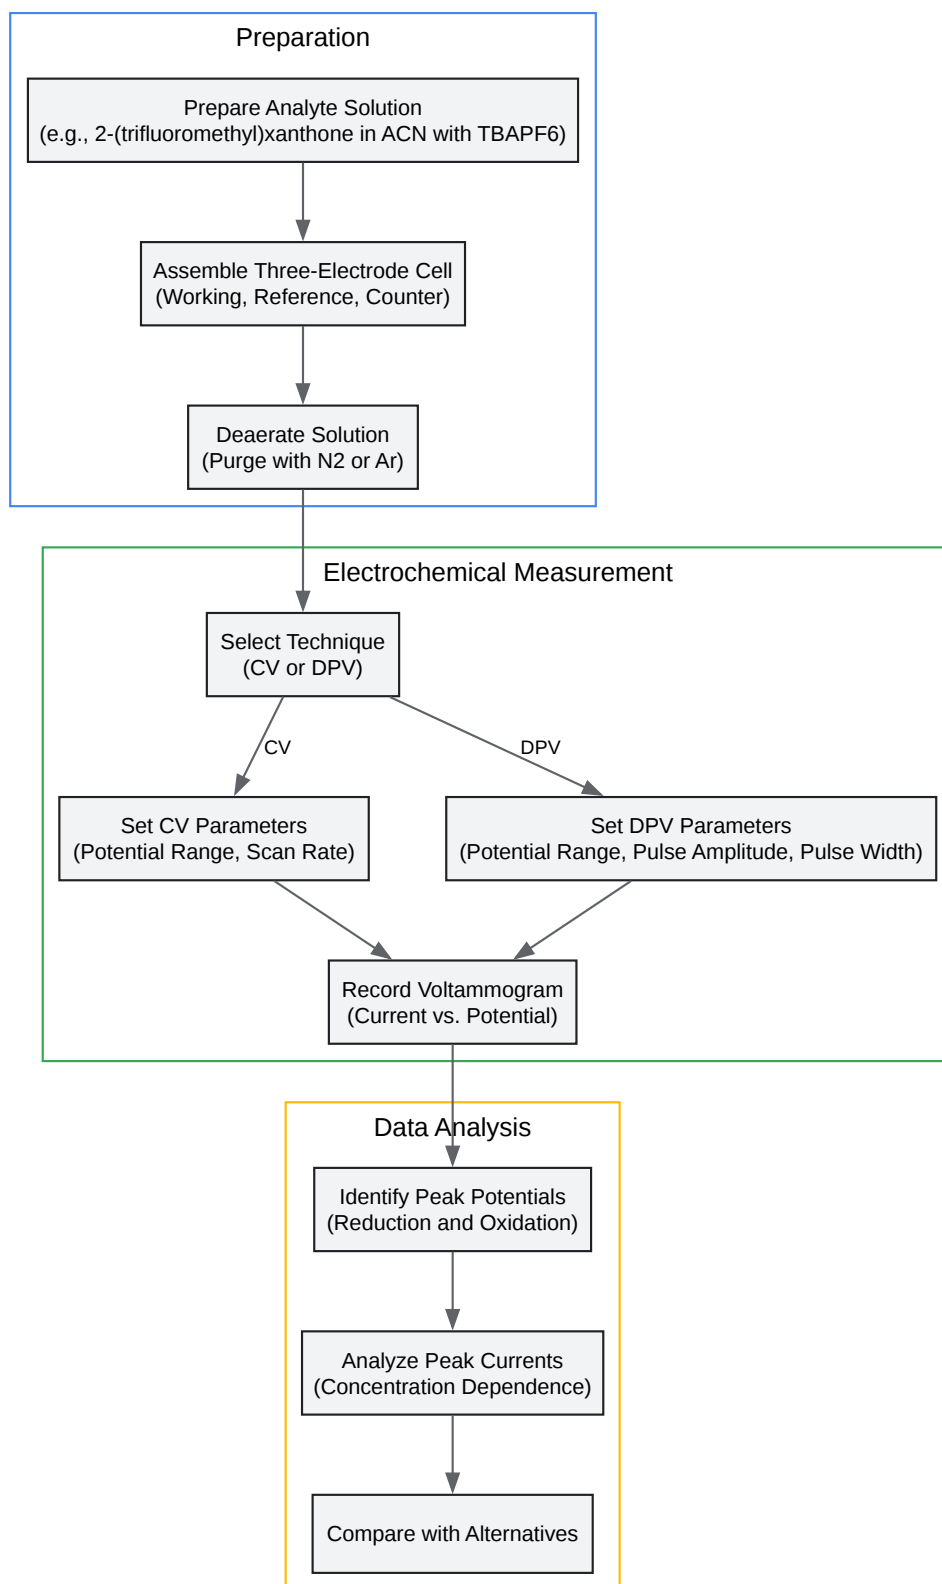 Preparation
Prepare Analyte Solution
(e.g., 2-(trifluoromethyl)xanthone in ACN with TBAPF6)
Assemble Three-Electrode Cell
(Working, Reference, Counter)
Deaerate Solution
(Purge with N2 or Ar)
Electrochemical Measurement
Select Technique
(CV or DPV)
CV
DPV
Set CV Parameters
(Potential Range, Scan Rate)
Set DPV Parameters
(Potential Range, Pulse Amplitude, Pulse Width)
Record Voltammogram
(Current vs. Potential)
Data Analysis
Identify Peak Potentials
(Reduction and Oxidation)
Analyze Peak Currents
(Concentration Dependence)
Compare with Alternatives